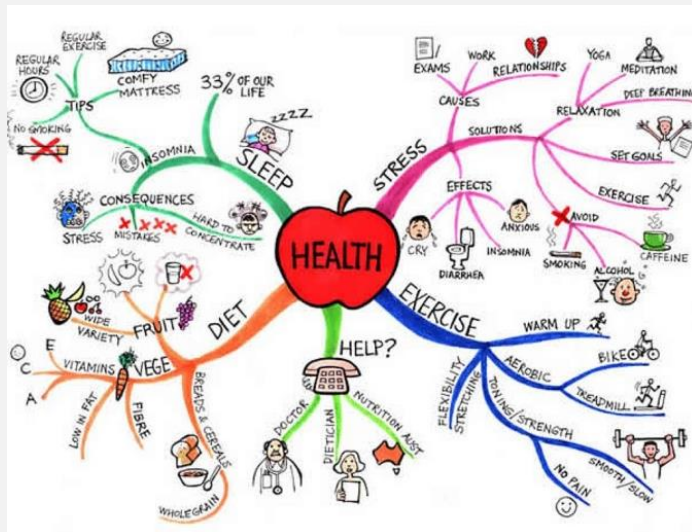 HEALTH
SLEEP
33% OF OUR
LIFE
ZZZZ
INSOMNIA
TIPS
REGULAR
HOURS
REGULAR
EXERCISE
COMFY
MATTRESS
NO SMOKING
CONSEQUENCES
STRESS
MISTAKES
HARD TO
CONCENTRATE
STRESS
CAUSES
EXAMS
WORK
RELATIONSHIPS
SOLUTIONS
RELAXATION
YOGA
MEDITATION
DEEP BREATHING
SET GOALS
EXERCISE
AVOID
SMOKING
ALCOHOL
CAFFEINE
EFFECTS
CRY
DIARRHEA
INSOMNIA
ANXIOUS
DIET
FRUIT
WIDE
VARIETY
VEGE
VITAMINS
E
C
A
LOW IN FAT
FIBRE
BREADS & CEREALS
WHOLEGRAIN
HELP?
DOCTOR
DIETICIAN
NUTRITION AUST
EXERCISE
WARM UP
AEROBIC
BIKE
TREADMILL
TONING/STRENGTH
SMOOTH/SLOW
NO PAIN
FLEXIBILITY
STRETCHING